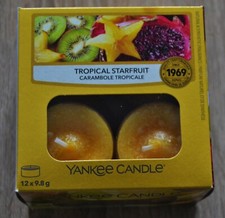 1969
TROPICAL STARFRUIT
CARAMBOLE TROPICALE
YANKEE CANDLE
12 x 9.8 g